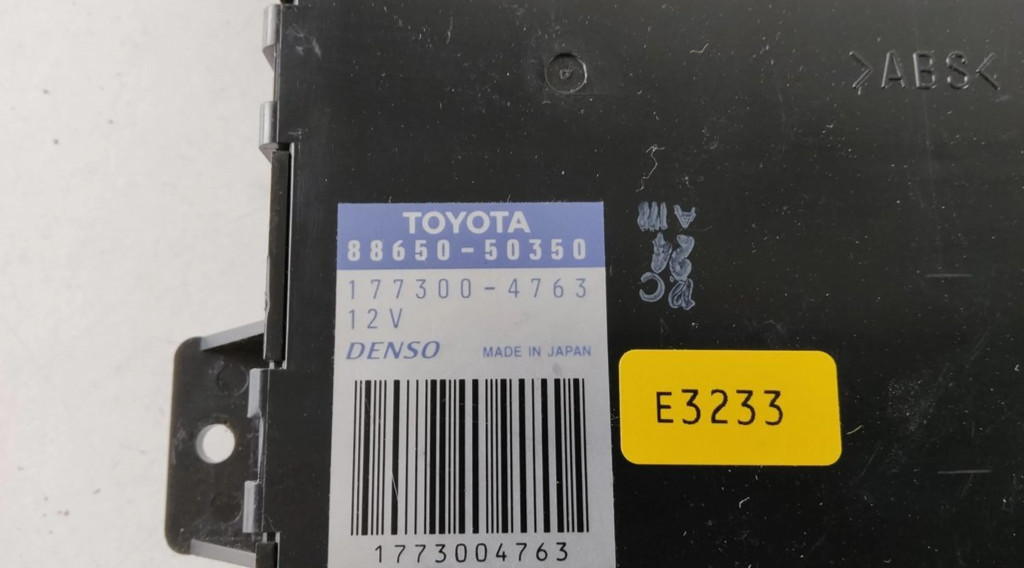 >ABS<
TOYOTA
88650-50350
177300-4763
12V
DENSO MADE IN JAPAN
1773004763
E3233